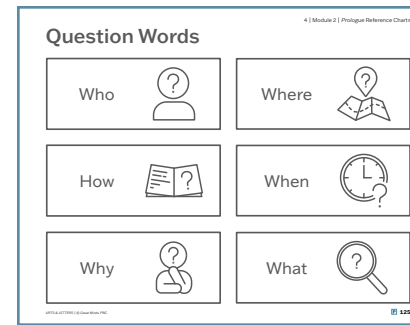 4 | Module 2 | Prologue Reference Charts
Question Words
Who
?
Where
?
How
?
When
?
Why
?
What
?
ARTS & LETTERS | © Great Minds PBC
P 125